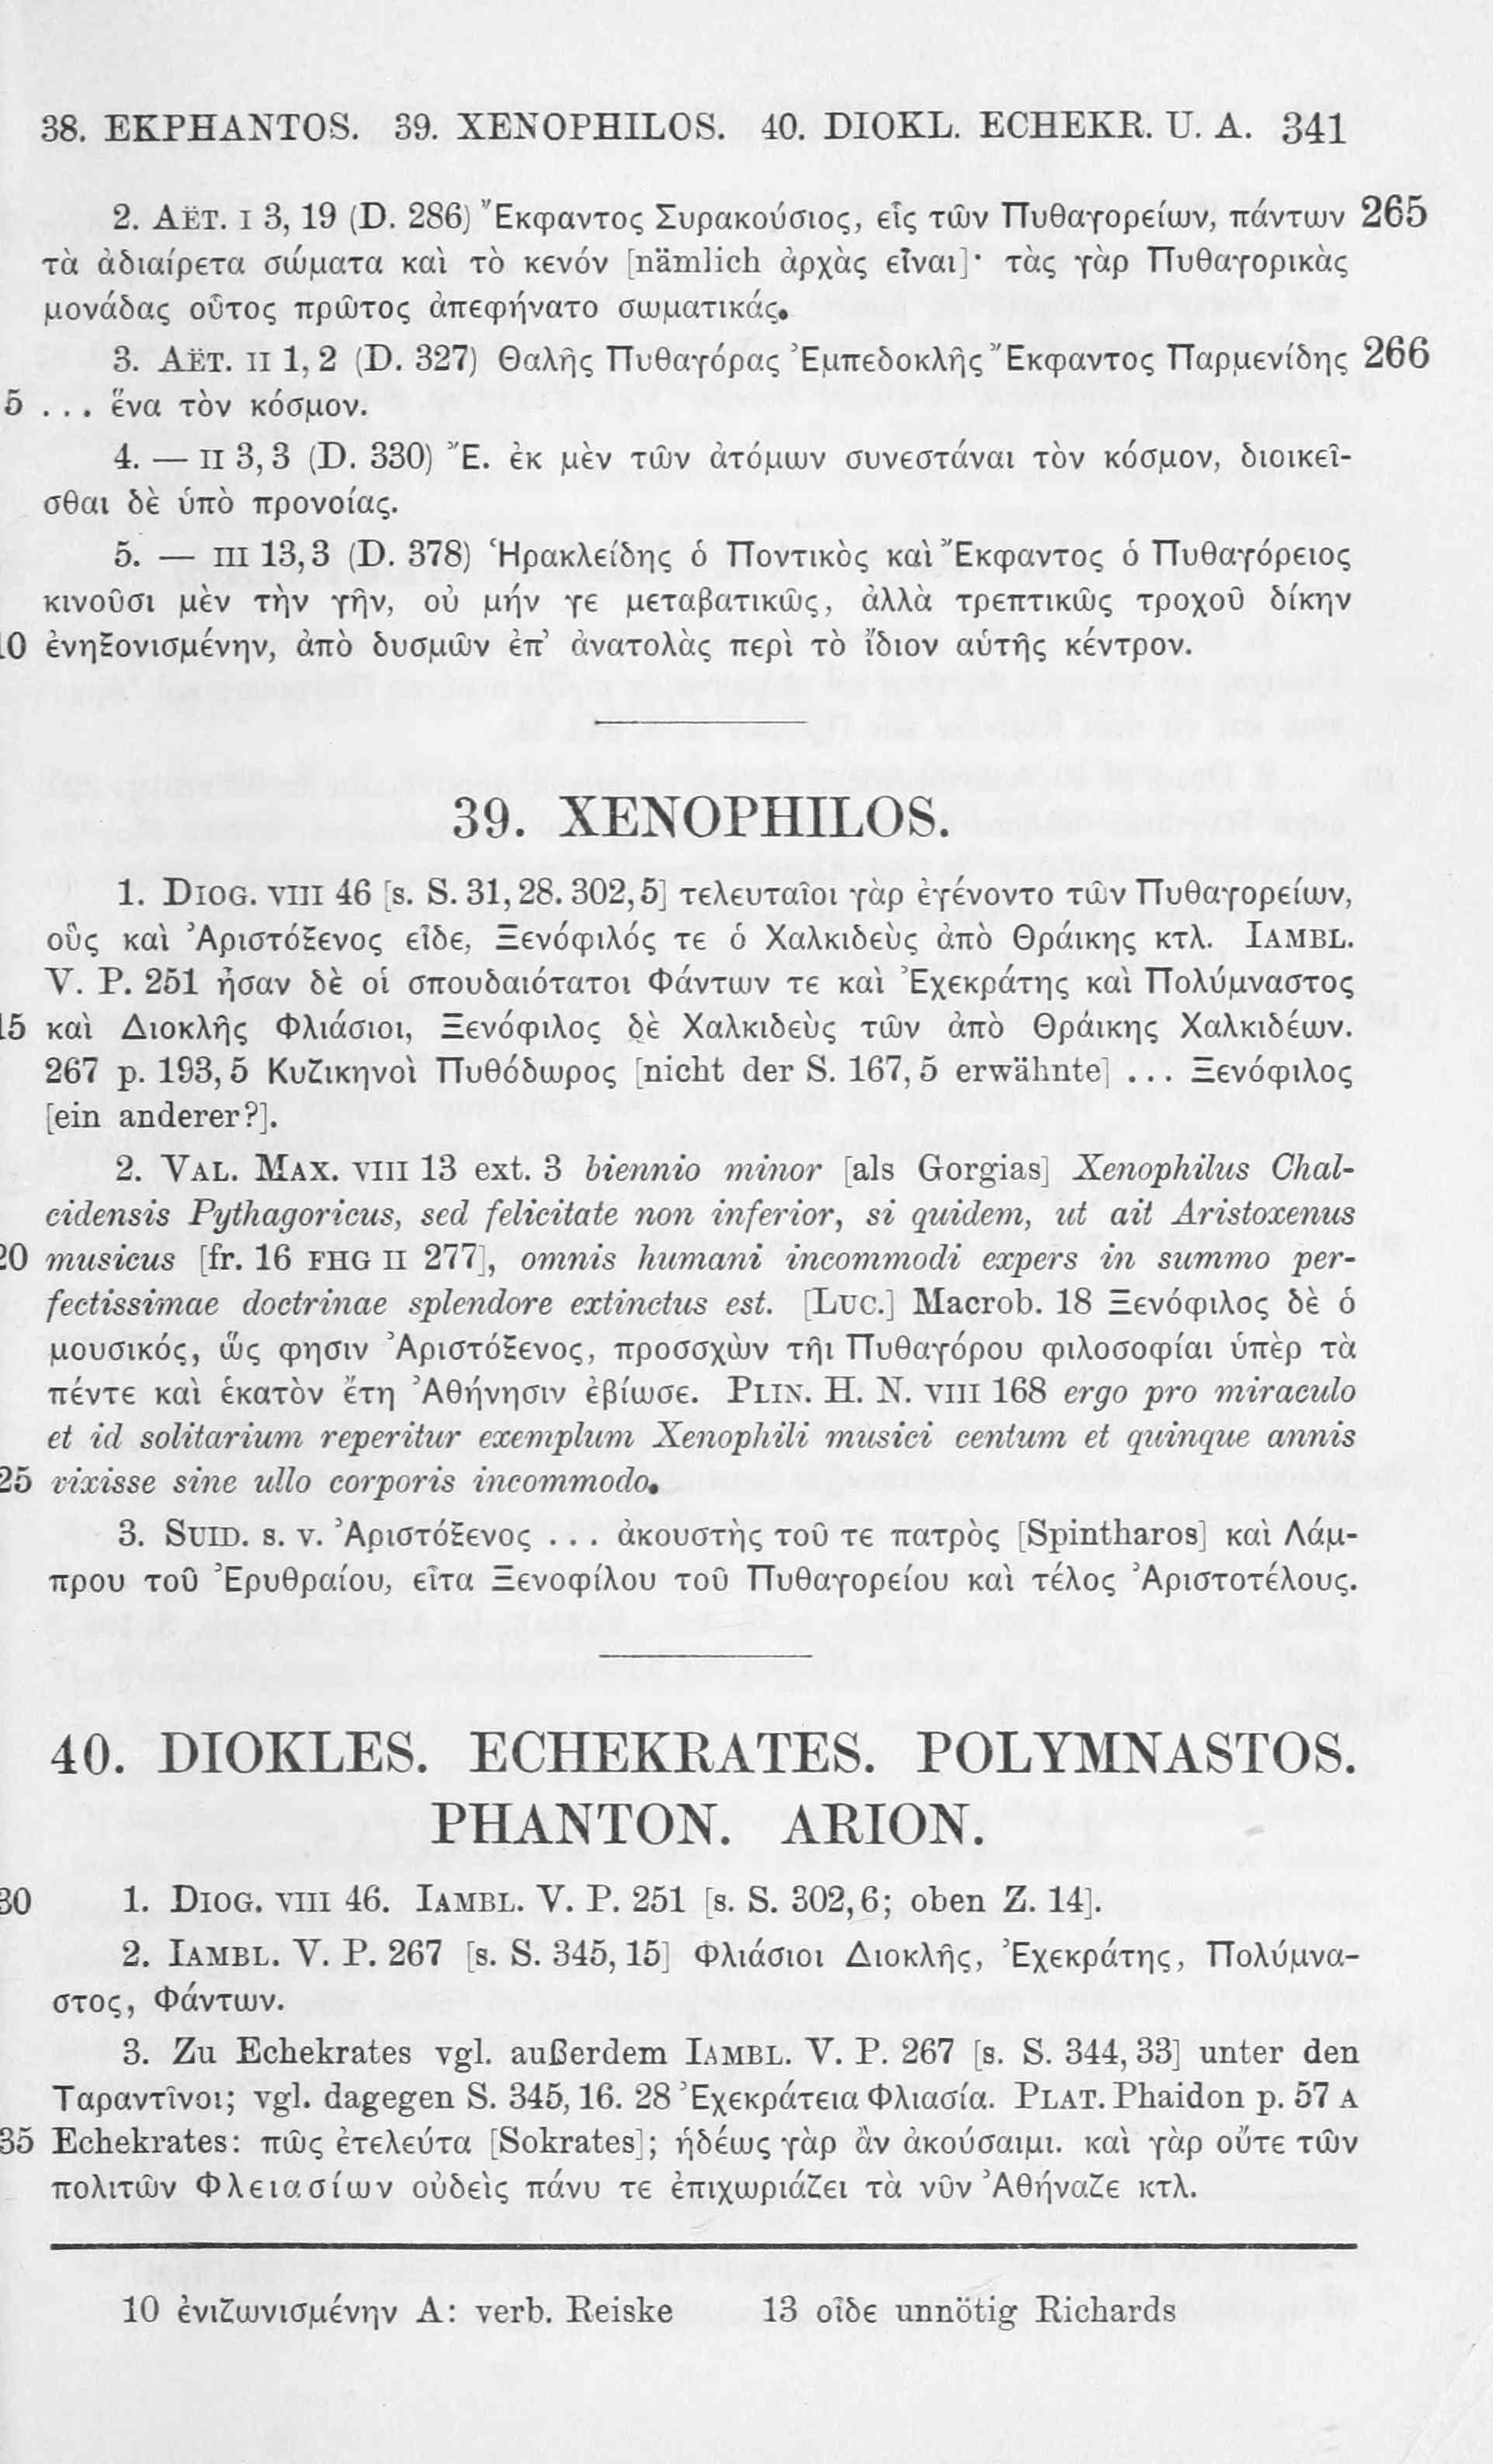 38. EKPHANTOS. 39. XENOPHILOS. 40. DIOKL. ECHEKR. U. A. 341
2. AËT. I 3, 19 (D. 286) Ἔκφαντος Συρακούσιος, εἷς τῶν Πυθαγορείων, πάντων 265
τὰ ἀδιαίρετα σώματα καὶ τὸ κενόν [nämlich ἀρχὰς εἶναι]· τὰς γὰρ Πυθαγορικὰς
μονάδας οὗτος πρῶτος ἀπεφήνατο σωματικάς.
3. AËT. II 1, 2 (D. 327) Θαλῆς Πυθαγόρας Ἐμπεδοκλῆς Ἔκφαντος Παρμενίδης 266
5 ... ἕνα τὸν κόσμον.
4. — II 3, 3 (D. 330) Ἔ. ἐκ μὲν τῶν ἀτόμων συνεστάναι τὸν κόσμον, διοικεῖ-
σθαι δὲ ὑπὸ προνοίας.
5. — III 13, 3 (D. 378) Ἡρακλείδης ὁ Ποντικὸς καὶ Ἔκφαντος ὁ Πυθαγόρειος
κινοῦσι μὲν τὴν γῆν, οὐ μήν γε μεταβατικῶς, ἀλλὰ τρεπτικῶς τροχοῦ δίκην
10 ἐνηξονισμένην, ἀπὸ δυσμῶν ἐπ’ ἀνατολὰς περὶ τὸ ἴδιον αὑτῆς κέντρον.
39. XENOPHILOS.
1. DIOG. VIII 46 [s. S. 31, 28. 302, 5] τελευταῖοι γὰρ ἐγένοντο τῶν Πυθαγορείων,
οὓς καὶ Ἀριστόξενος εἶδε, Ξενόφιλός τε ὁ Χαλκιδεὺς ἀπὸ Θράικης κτλ. IAMBL.
V. P. 251 ἦσαν δὲ οἱ σπουδαιότατοι Φάντων τε καὶ Ἐχεκράτης καὶ Πολύμναστος
15 καὶ Διοκλῆς Φλιάσιοι, Ξενόφιλος δὲ Χαλκιδεὺς τῶν ἀπὸ Θράικης Χαλκιδέων.
267 p. 193, 5 Κυζικηνοὶ Πυθόδωρος [nicht der S. 167, 5 erwähnte] ... Ξενόφιλος
[ein anderer?].
2. VAL. MAX. VIII 13 ext. 3 biennio minor [als Gorgias] Xenophilus Chal-
cidensis Pythagoricus, sed felicitate non inferior, si quidem, ut ait Aristoxenus
20 musicus [fr. 16 FHG II 277], omnis humani incommodi expers in summo per-
fectissimae doctrinae splendore extinctus est. [LUC.] Macrob. 18 Ξενόφιλος δὲ ὁ
μουσικός, ὥς φησιν Ἀριστόξενος, προσσχὼν τῆι Πυθαγόρου φιλοσοφίαι ὑπὲρ τὰ
πέντε καὶ ἑκατὸν ἔτη Ἀθήνησιν ἐβίωσε. PLIN. H. N. VIII 168 ergo pro miraculo
et id solitarium reperitur exemplum Xenophili musici centum et quinque annis
25 vixisse sine ullo corporis incommodo.
3. SUID. s. v. Ἀριστόξενος ... ἀκουστὴς τοῦ τε πατρὸς [Spintharos] καὶ Λάμ-
πρου τοῦ Ἐρυθραίου, εἶτα Ξενοφίλου τοῦ Πυθαγορείου καὶ τέλος Ἀριστοτέλους.
40. DIOKLES. ECHEKRATES. POLYMNASTOS.
PHANTON. ARION.
30 1. DIOG. VIII 46. IAMBL. V. P. 251 [s. S. 302, 6; oben Z. 14].
2. IAMBL. V. P. 267 [s. S. 345, 15] Φλιάσιοι Διοκλῆς, Ἐχεκράτης, Πολύμνα-
στος, Φάντων.
3. Zu Echekrates vgl. außerdem IAMBL. V. P. 267 [s. S. 344, 33] unter den
Ταραντῖνοι; vgl. dagegen S. 345, 16. 28 Ἐχεκράτεια Φλιασία. PLAT. Phaidon p. 57 A
35 Echekrates: πῶς ἐτελεύτα [Sokrates]; ἡδέως γὰρ ἂν ἀκούσαιμι. καὶ γὰρ οὔτε τῶν
πολιτῶν Φλειασίων οὐδεὶς πάνυ τε ἐπιχωριάζει τὰ νῦν Ἀθήναζε κτλ.
10 ἐνιζωνισμένην A: verb. Reiske 13 οἶδε unnötig Richards